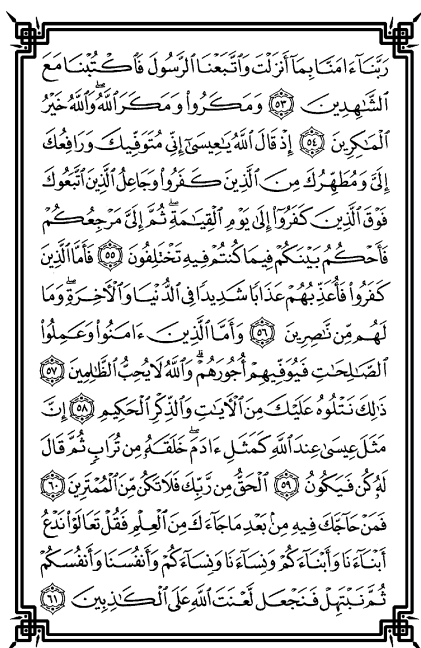 رَبَّنَآ ءَامَنَّا بِمَآ أَنزَلْتَ وَٱتَّبَعْنَا ٱلرَّسُولَ فَٱكْتُبْنَا مَعَ
ٱلشَّٰهِدِينَ ٥٣ وَمَكَرُوا۟ وَمَكَرَ ٱللَّهُۖ وَٱللَّهُ خَيْرُ
ٱلْمَٰكِرِينَ ٥٤ إِذْ قَالَ ٱللَّهُ يَٰعِيسَىٰٓ إِنِّى مُتَوَفِّيكَ وَرَافِعُكَ
إِلَىَّ وَمُطَهِّرُكَ مِنَ ٱلَّذِينَ كَفَرُوا۟ وَجَاعِلُ ٱلَّذِينَ ٱتَّبَعُوكَ
فَوْقَ ٱلَّذِينَ كَفَرُوٓا۟ إِلَىٰ يَوْمِ ٱلْقِيَٰمَةِۖ ثُمَّ إِلَىَّ مَرْجِعُكُمْ
فَأَحْكُمُ بَيْنَكُمْ فِيمَا كُنتُمْ فِيهِ تَخْتَلِفُونَ ٥٥ فَأَمَّا ٱلَّذِينَ
كَفَرُوا۟ فَأُعَذِّبُهُمْ عَذَابًا شَدِيدًا فِى ٱلدُّنْيَا وَٱلْءَاخِرَةِ وَمَا
لَهُم مِّن نَّٰصِرِينَ ٥٦ وَأَمَّا ٱلَّذِينَ ءَامَنُوا۟ وَعَمِلُوا۟
ٱلصَّٰلِحَٰتِ فَيُوَفِّيهِمْ أُجُورَهُمْۗ وَٱللَّهُ لَا يُحِبُّ ٱلظَّٰلِمِينَ ٥٧
ذَٰلِكَ نَتْلُوهُ عَلَيْكَ مِنَ ٱلْءَايَٰتِ وَٱلذِّكْرِ ٱلْحَكِيمِ ٥٨ إِنَّ
مَثَلَ عِيسَىٰ عِندَ ٱللَّهِ كَمَثَلِ ءَادَمَۖ خَلَقَهُۥ مِن تُرَابٍ ثُمَّ قَالَ
لَهُۥ كُن فَيَكُونُ ٥٩ ٱلْحَقُّ مِن رَّبِّكَ فَلَا تَكُن مِّنَ ٱلْمُمْتَرِينَ ٦٠
فَمَنْ حَآجَّكَ فِيهِ مِنۢ بَعْدِ مَا جَآءَكَ مِنَ ٱلْعِلْمِ فَقُلْ تَعَالَوْا۟ نَدْعُ
أَبْنَآءَنَا وَأَبْنَآءَكُمْ وَنِسَآءَنَا وَنِسَآءَكُمْ وَأَنفُسَنَا وَأَنفُسَكُمْ
ثُمَّ نَبْتَهِلْ فَنَجْعَل لَّعْنَتَ ٱللَّهِ عَلَى ٱلْكَٰذِبِينَ ٦١